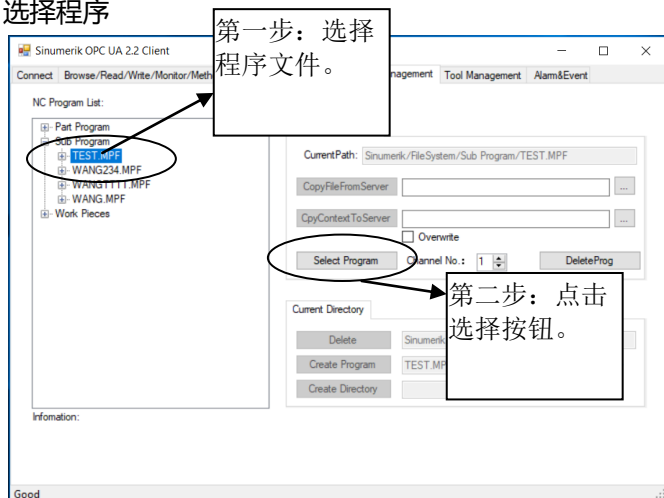 选择程序
第一步：选择
程序文件。
Sinumerik OPC UA 2.2 Client
Connect Browse/Read/Write/Monitor/Meth nagement Tool Management Alarm&Event
NC Program List:
Part Program
Sub Program
TEST.MPF
WANG234.MPF
WANGTTTT.MPF
WANG.MPF
Work Pieces
CurrentPath: Sinumerik/FileSystem/Sub Program/TEST.MPF
CopyFileFromServer ...
CpyContextToServer ...
Overwrite
Select Program Channel No.: 1 DeleteProg
第二步：点击
选择按钮。
Current Directory
Delete Sinumerik
Create Program TEST.MP
Create Directory
Infomation:
Good